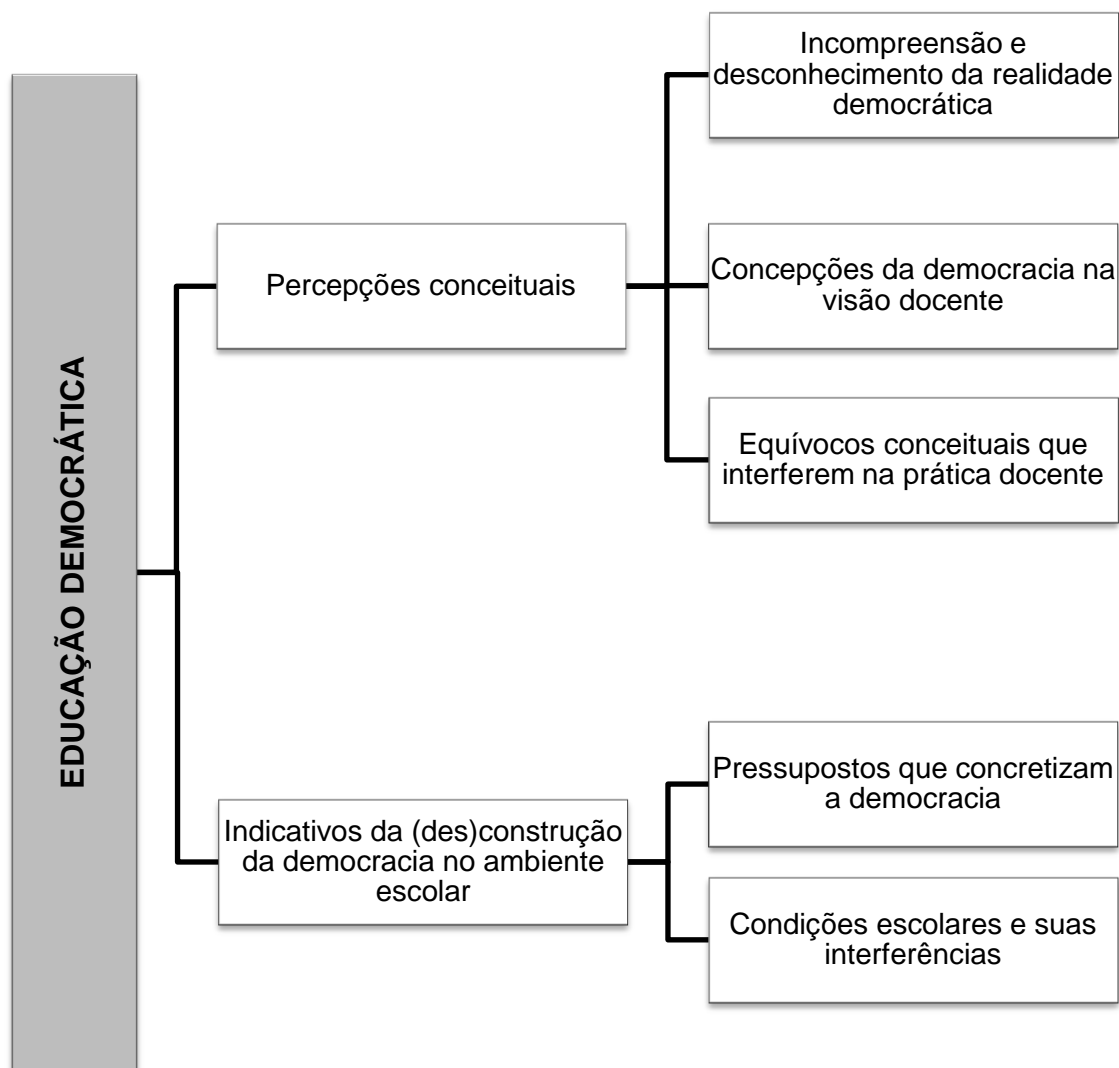 EDUCAÇÃO DEMOCRÁTICA
Percepções conceituais
Incompreensão e
desconhecimento da realidade
democrática
Concepções da democracia na
visão docente
Equívocos conceituais que
interferem na prática docente
Indicativos da (des)construção
da democracia no ambiente
escolar
Pressupostos que concretizam
a democracia
Condições escolares e suas
interferências